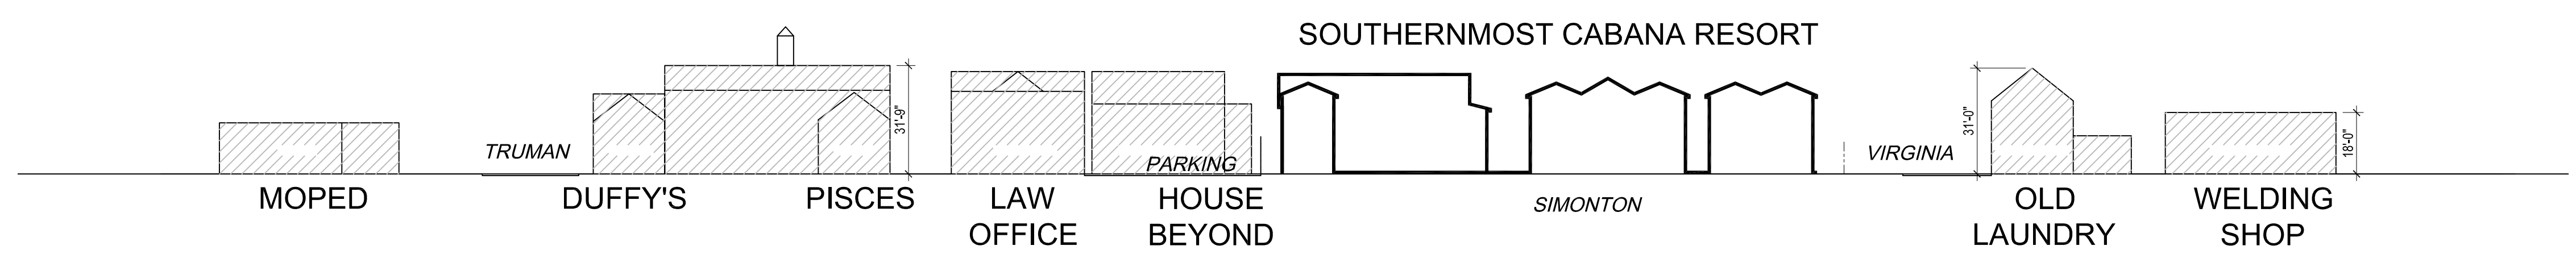 SOUTHERNMOST CABANA RESORT
31'-9"
31'-0"
18'-0"
TRUMAN
PARKING
VIRGINIA
MOPED
DUFFY'S
PISCES
LAW
OFFICE
HOUSE
BEYOND
SIMONTON
OLD
LAUNDRY
WELDING
SHOP